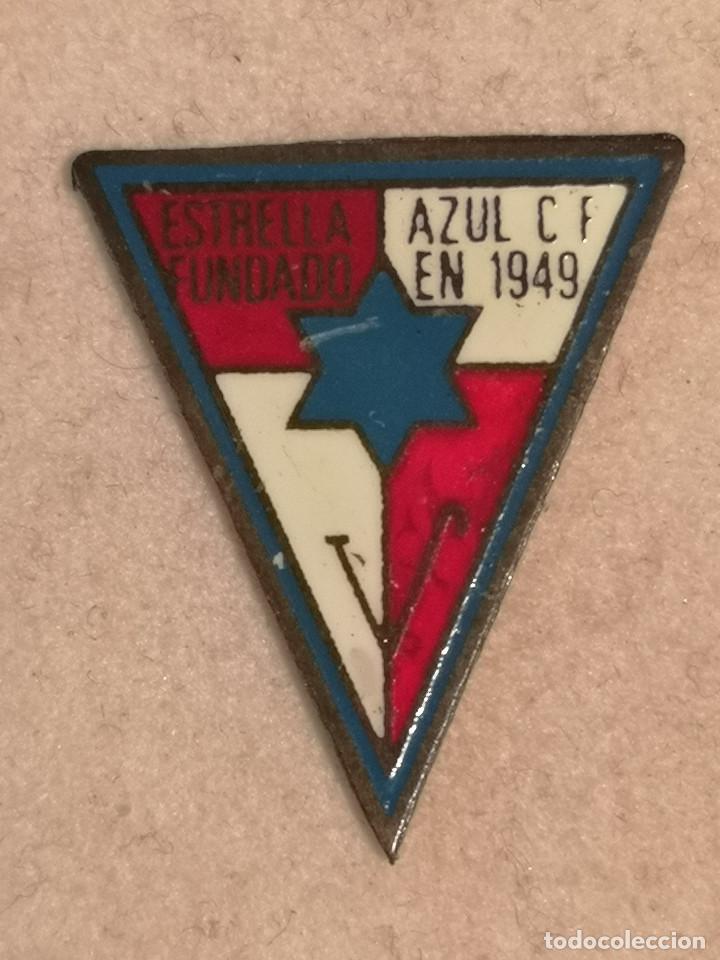 ESTRELLA AZUL C F
FUNDADO EN 1949
V
todocoleccion